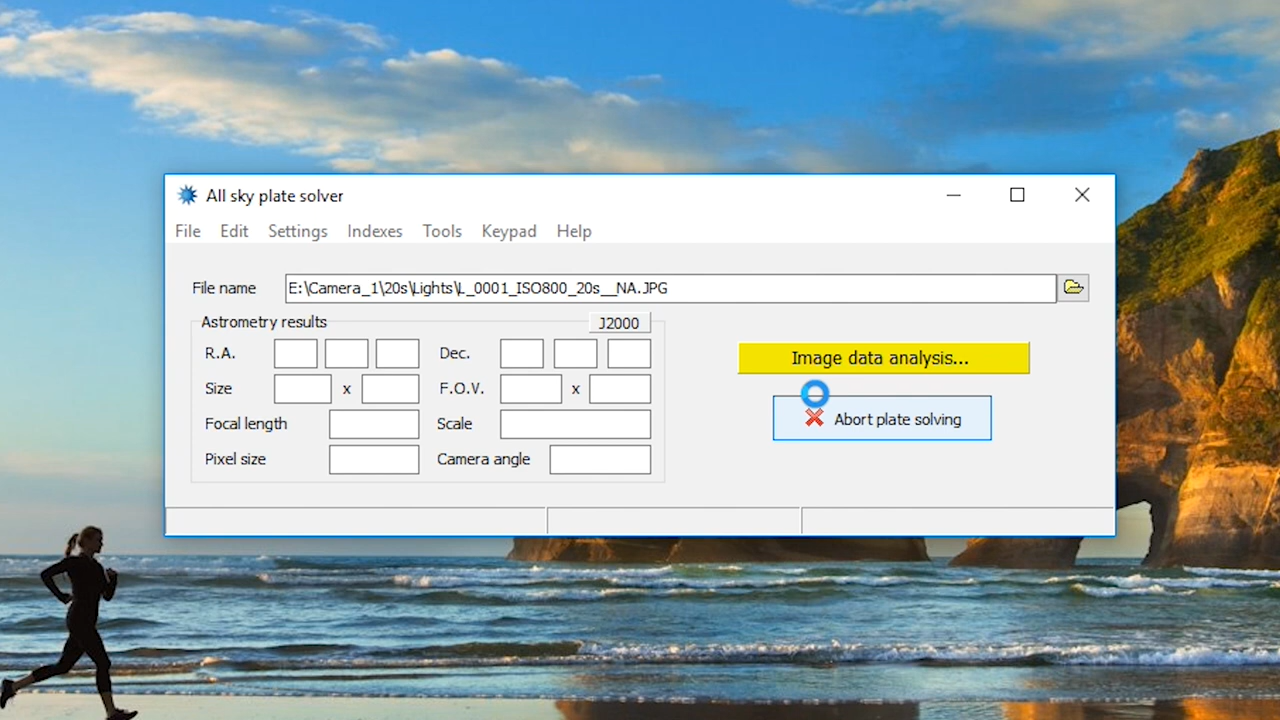 All sky plate solver
File Edit Settings Indexes Tools Keypad Help
File name E:\Camera_1\20s\Lights\L_0001_ISO800_20s__NA.JPG
Astrometry results J2000
R.A. Dec.
Image data analysis...
Size x F.O.V. x
Abort plate solving
Focal length Scale
Pixel size Camera angle